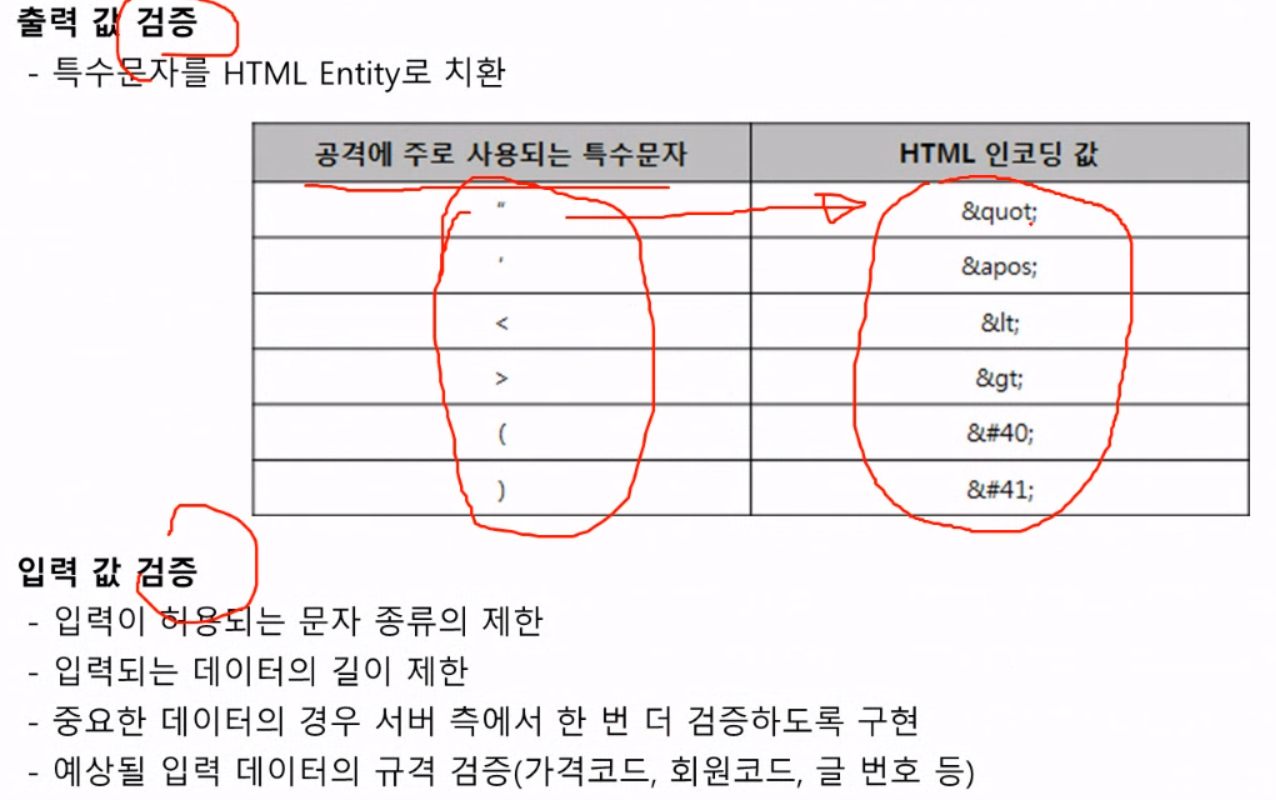 출력 값 검증
- 특수문자를 HTML Entity로 치환
공격에 주로 사용되는 특수문자 HTML 인코딩 값
" &quot;
' &apos;
< &lt;
> &gt;
( &#40;
) &#41;
입력 값 검증
- 입력이 허용되는 문자 종류의 제한
- 입력되는 데이터의 길이 제한
- 중요한 데이터의 경우 서버 측에서 한 번 더 검증하도록 구현
- 예상될 입력 데이터의 규격 검증(가격코드, 회원코드, 글 번호 등)